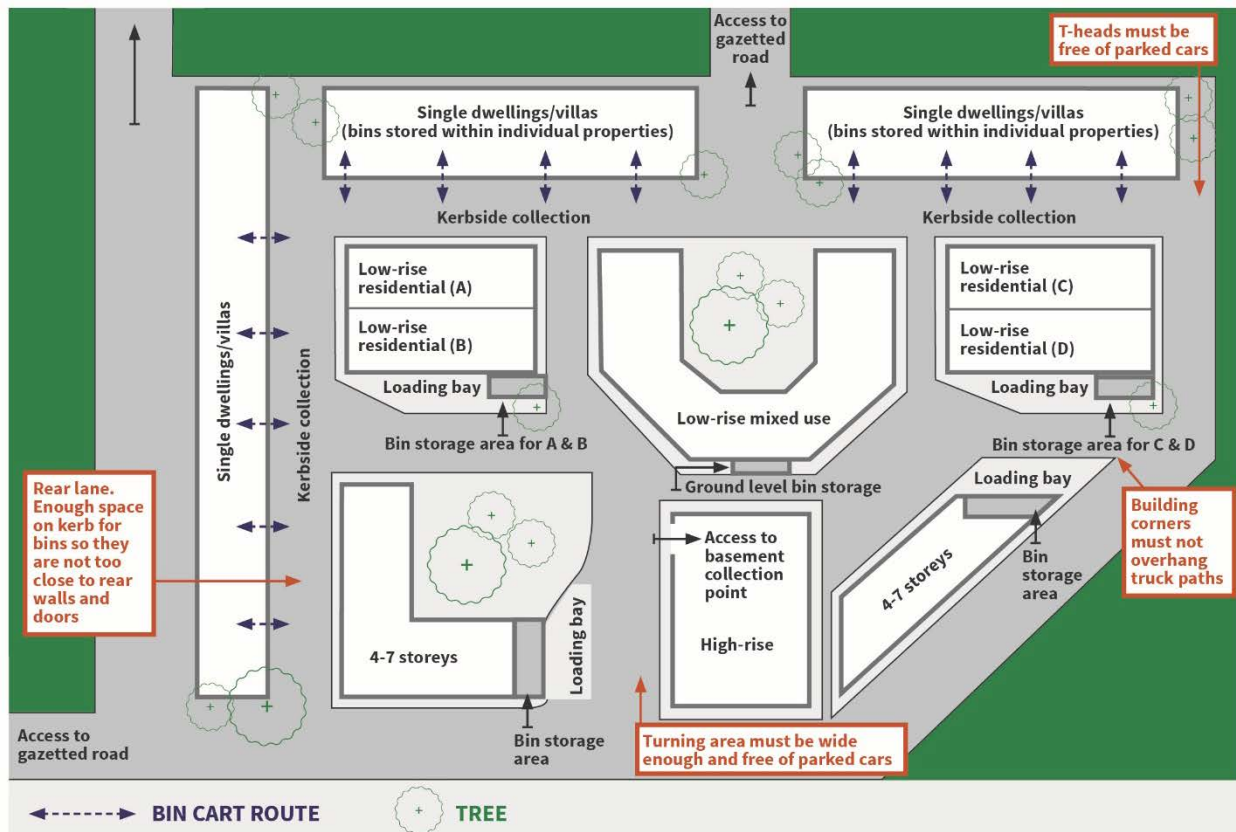 Access to
gazetted
road
T-heads must be
free of parked cars
Single dwellings/villas
(bins stored within individual properties)
Single dwellings/villas
(bins stored within individual properties)
Kerbside collection
Kerbside collection
Single dwellings/villas
Kerbside collection
Low-rise
residential (A)
Low-rise
residential (B)
Loading bay
Bin storage area for A & B
Low-rise mixed use
Ground level bin storage
Low-rise
residential (C)
Low-rise
residential (D)
Loading bay
Bin storage area for C & D
Rear lane.
Enough space
on kerb for
bins so they
are not too
close to rear
walls and
doors
4-7 storeys
Loading bay
Bin storage
area
Access to
basement
collection
point
High-rise
Loading bay
4-7 storeys
Bin
storage
area
Building
corners
must not
overhang
truck paths
Turning area must be wide
enough and free of parked cars
Access to
gazetted road
BIN CART ROUTE
TREE